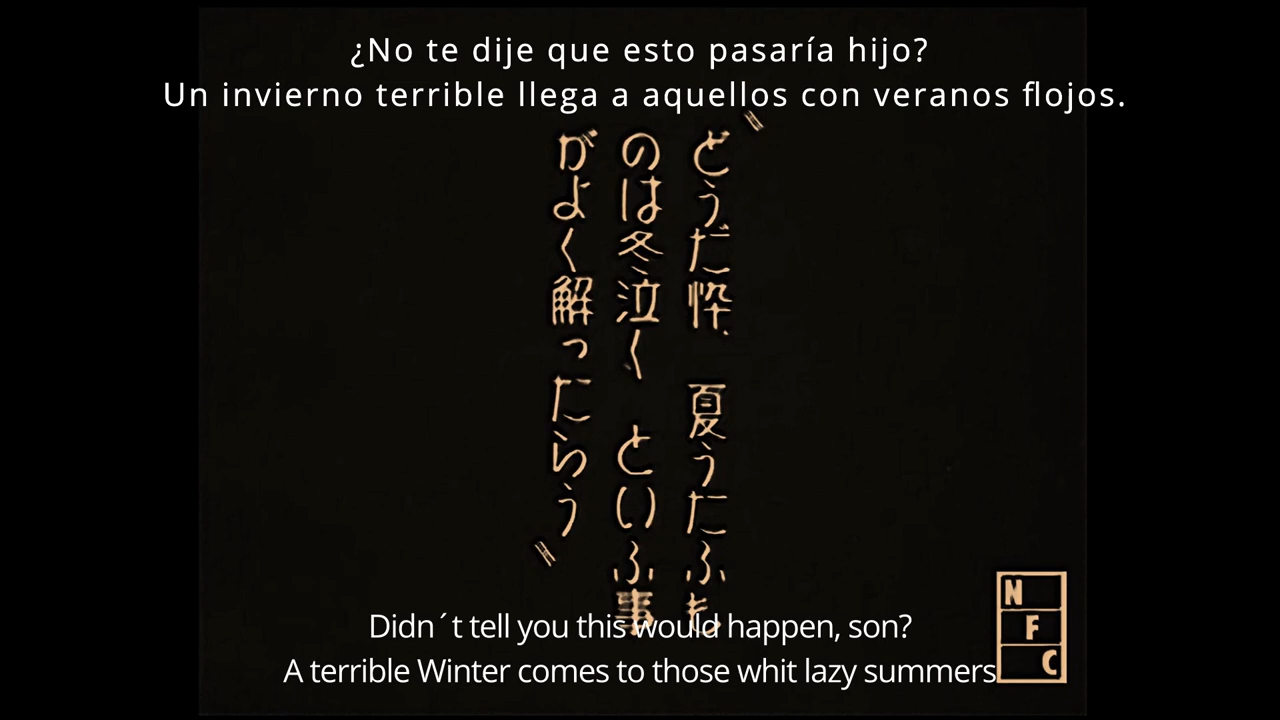 ¿No te dije que esto pasaría hijo?
Un invierno terrible llega a aquellos con veranos flojos.
〝どうだ悴、 夏うたふも
のは冬泣く といふ事
がよく解ったらう〟
Didn´t tell you this would happen, son?
A terrible Winter comes to those whit lazy summers
N
F
C